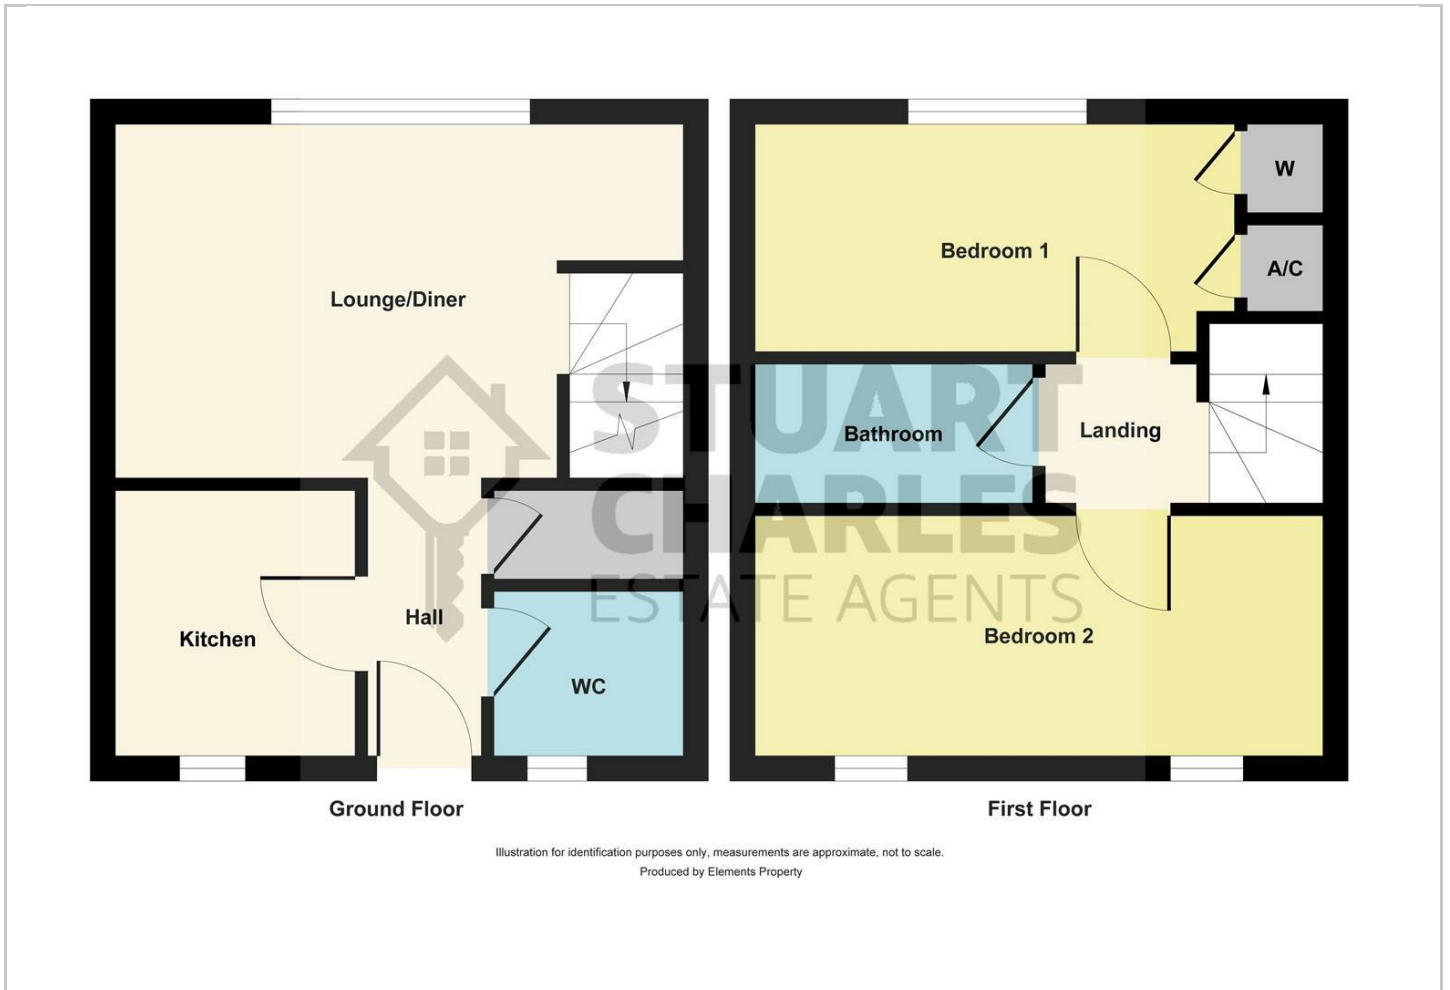 Lounge/Diner
Kitchen
Hall
WC
Ground Floor
Bedroom 1
W
A/C
Bathroom
Landing
Bedroom 2
First Floor
STUART
CHARLES
ESTATE AGENTS
Illustration for identification purposes only, measurements are approximate, not to scale.
Produced by Elements Property